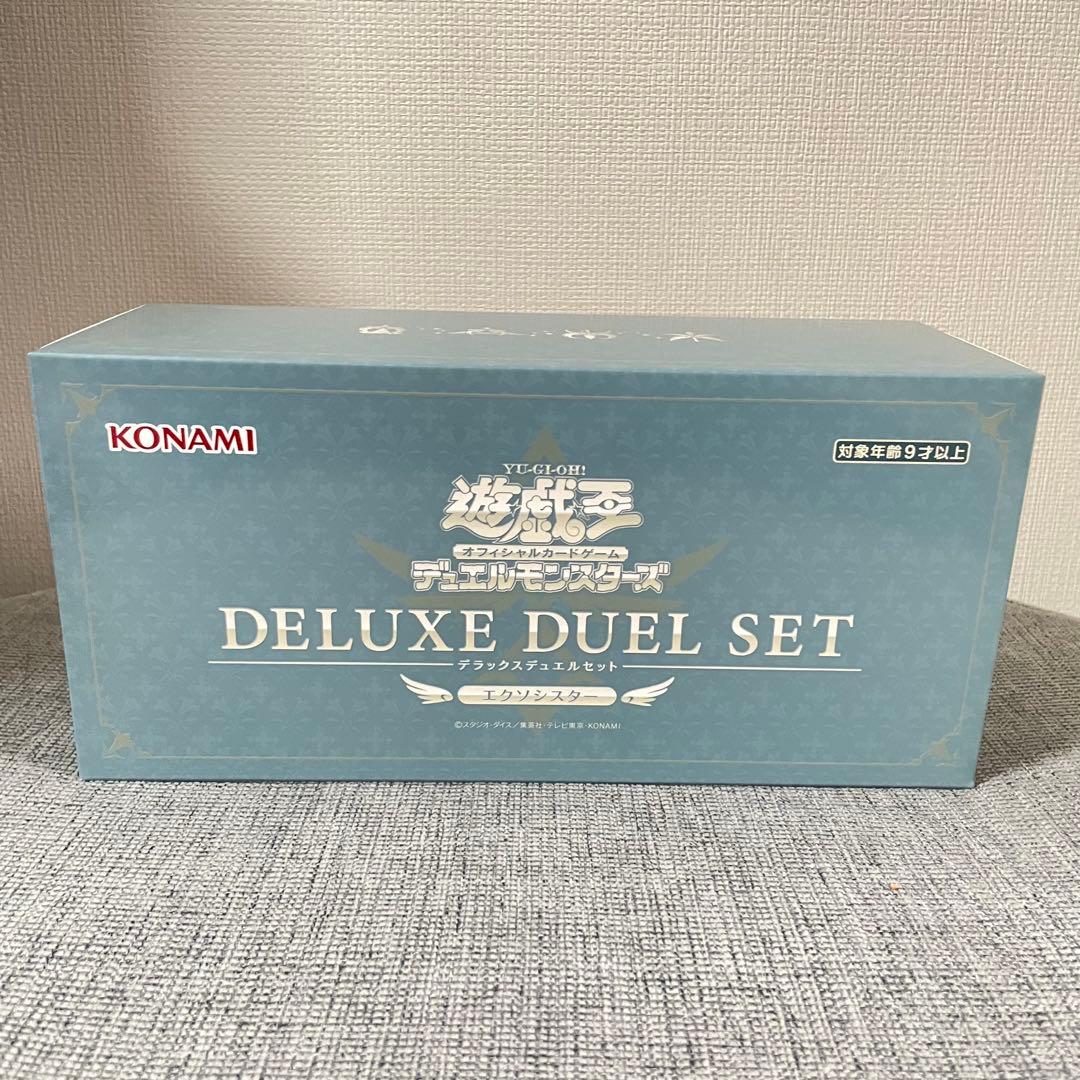 KONAMI
対象年齢9才以上
YU-GI-OH!
遊戯王
オフィシャルカードゲーム
デュエルモンスターズ
DELUXE DUEL SET
デラックスデュエルセット
エクソシスター
©スタジオ・ダイス／集英社・テレビ東京・KONAMI